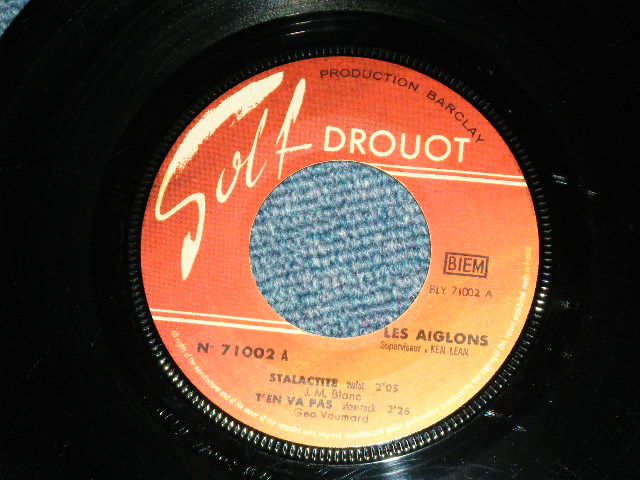 PRODUCTION BARCLAY
Golf DROUOT
BIEM
BLY 71002 A
LES AIGLONS
Superviseur : KEN LEAN
N° 71002 A
STALACTITE twist 2'05
J. M. Blanc
T'EN VA PAS slow-rock 2'26
Geo Voumard